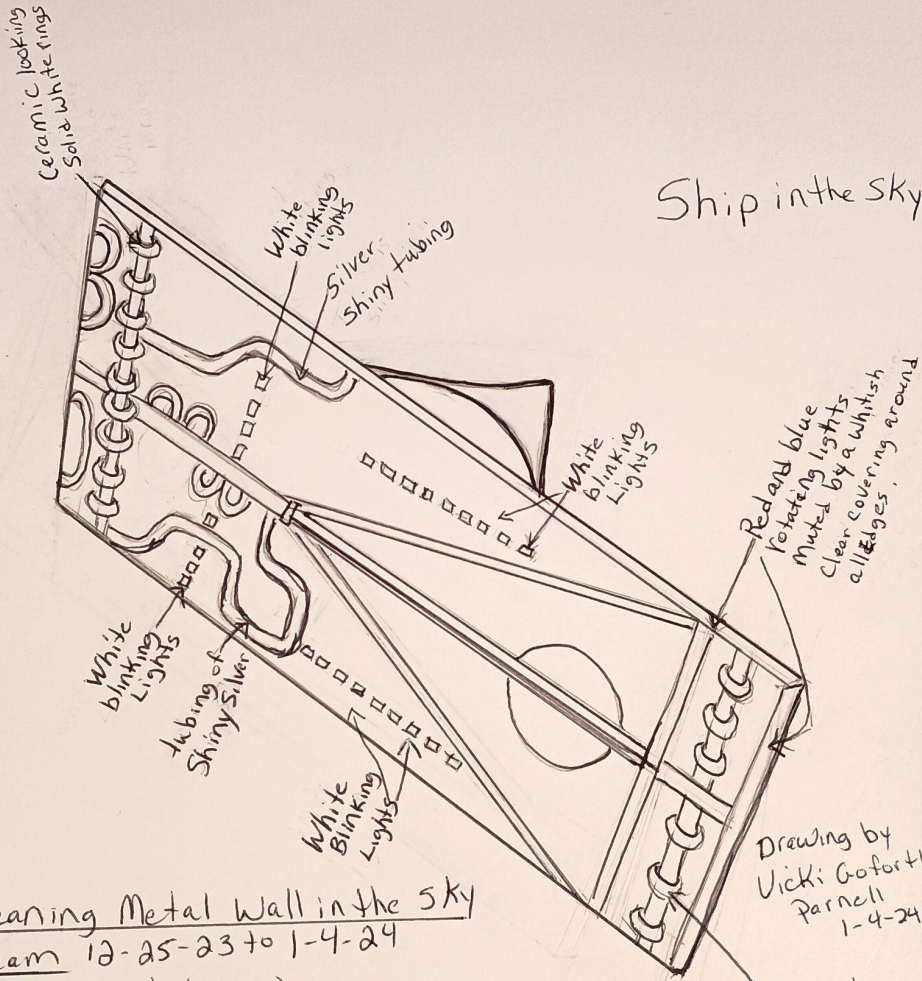 Ceramic looking
Solid white rings
Ship in the Sky
White
blinking
lights
Silver
Shiny tubing
White
blinking
Lights
Red and blue
rotating lights
muted by a whitish
Clear covering around
all edges.
White
blinking
Lights
tubing of
Shiny Silver
White
Blinking
Lights
Drawing by
Vicki Goforth
Parnell
1-4-24
eaning Metal Wall in the Sky
eam 12-25-23 to 1-4-24